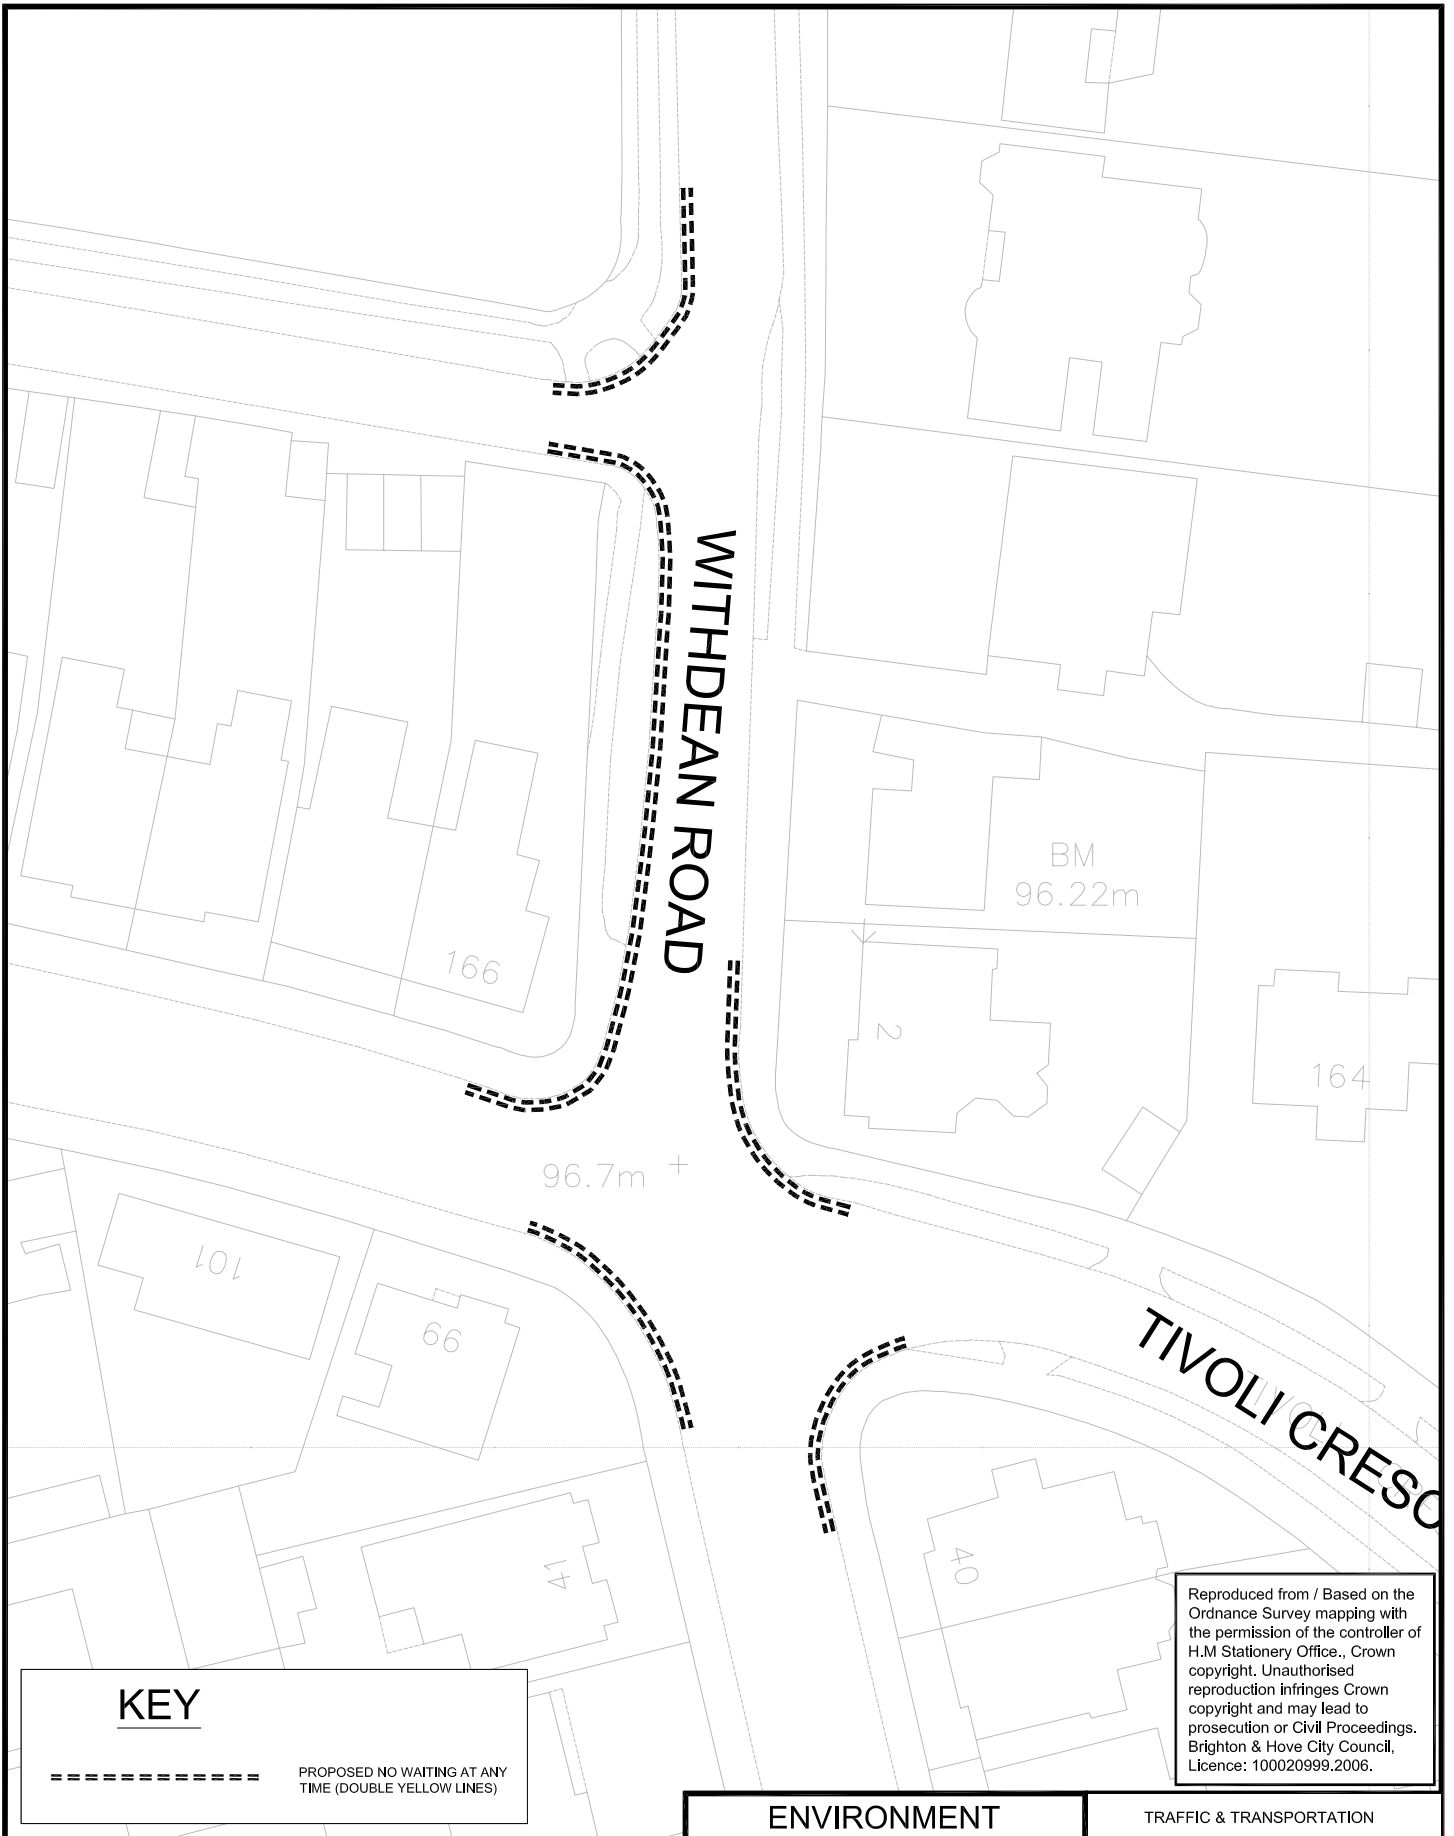 WITHDEAN ROAD
BM
96.22m
166
2
164
96.7m
101
99
TIVOLI CRESC
41
40
Reproduced from / Based on the
Ordnance Survey mapping with
the permission of the controller of
H.M Stationery Office., Crown
copyright. Unauthorised
reproduction infringes Crown
copyright and may lead to
prosecution or Civil Proceedings.
Brighton & Hove City Council,
Licence: 100020999.2006.
KEY
PROPOSED NO WAITING AT ANY
TIME (DOUBLE YELLOW LINES)
ENVIRONMENT
TRAFFIC & TRANSPORTATION